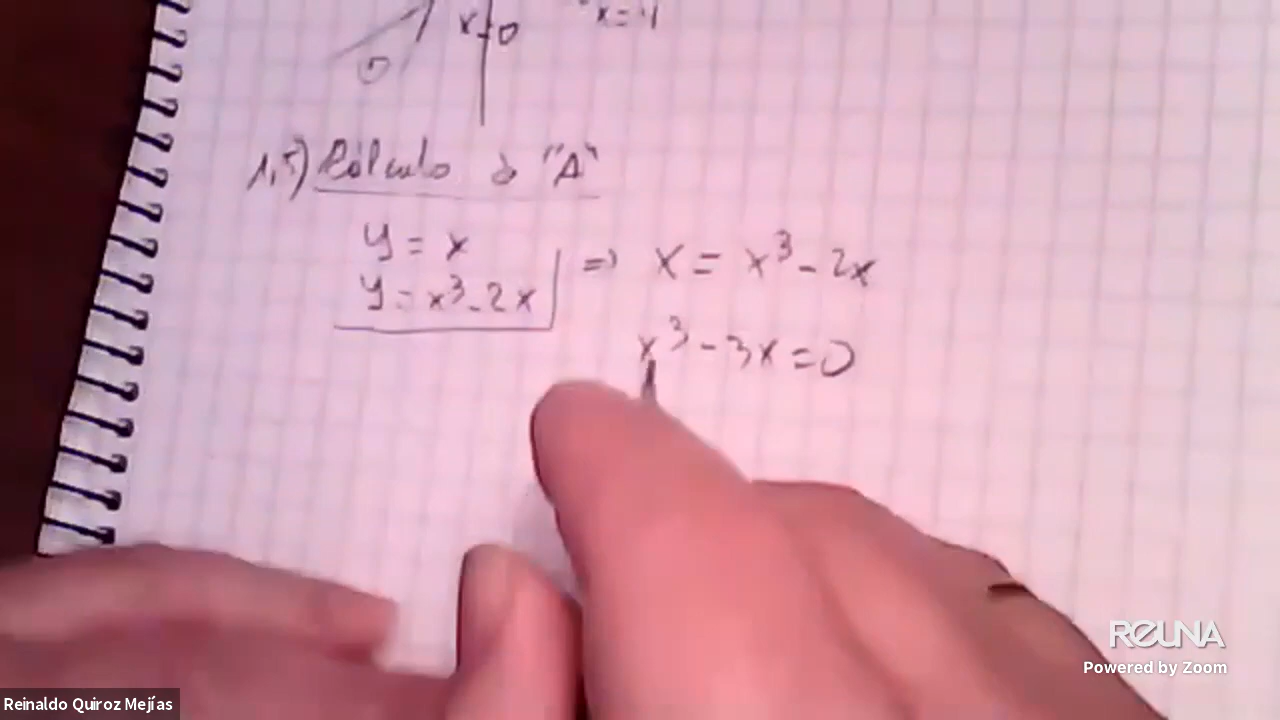 x=0
0
1,5) Cálculo de "A"
y = x
y = x³-2x
=> x = x³-2x
x³-3x=0
REUNA
Powered by Zoom
Reinaldo Quiroz Mejías